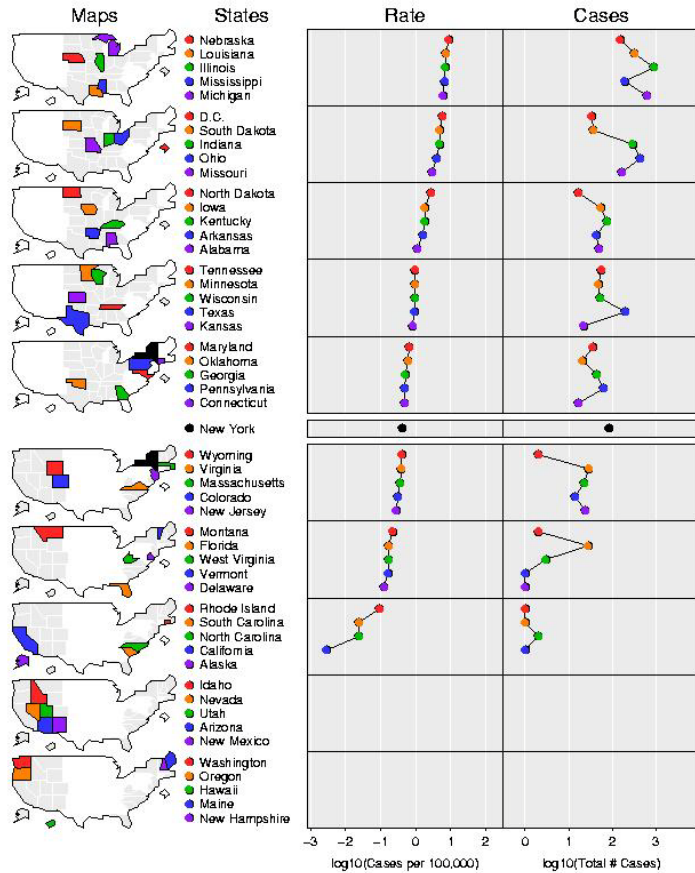 Maps States Rate Cases
Nebraska
Louisiana
Illinois
Mississippi
Michigan
D.C.
South Dakota
Indiana
Ohio
Missouri
North Dakota
Iowa
Kentucky
Arkansas
Alabama
Tennessee
Minnesota
Wisconsin
Texas
Kansas
Maryland
Oklahoma
Georgia
Pennsylvania
Connecticut
New York
Wyoming
Virginia
Massachusetts
Colorado
New Jersey
Montana
Florida
West Virginia
Vermont
Delaware
Rhode Island
South Carolina
North Carolina
California
Alaska
Idaho
Nevada
Utah
Arizona
New Mexico
Washington
Oregon
Hawaii
Maine
New Hampshire
−3 −2 −1 0 1 2 0 1 2 3
log10(Cases per 100,000) log10(Total # Cases)